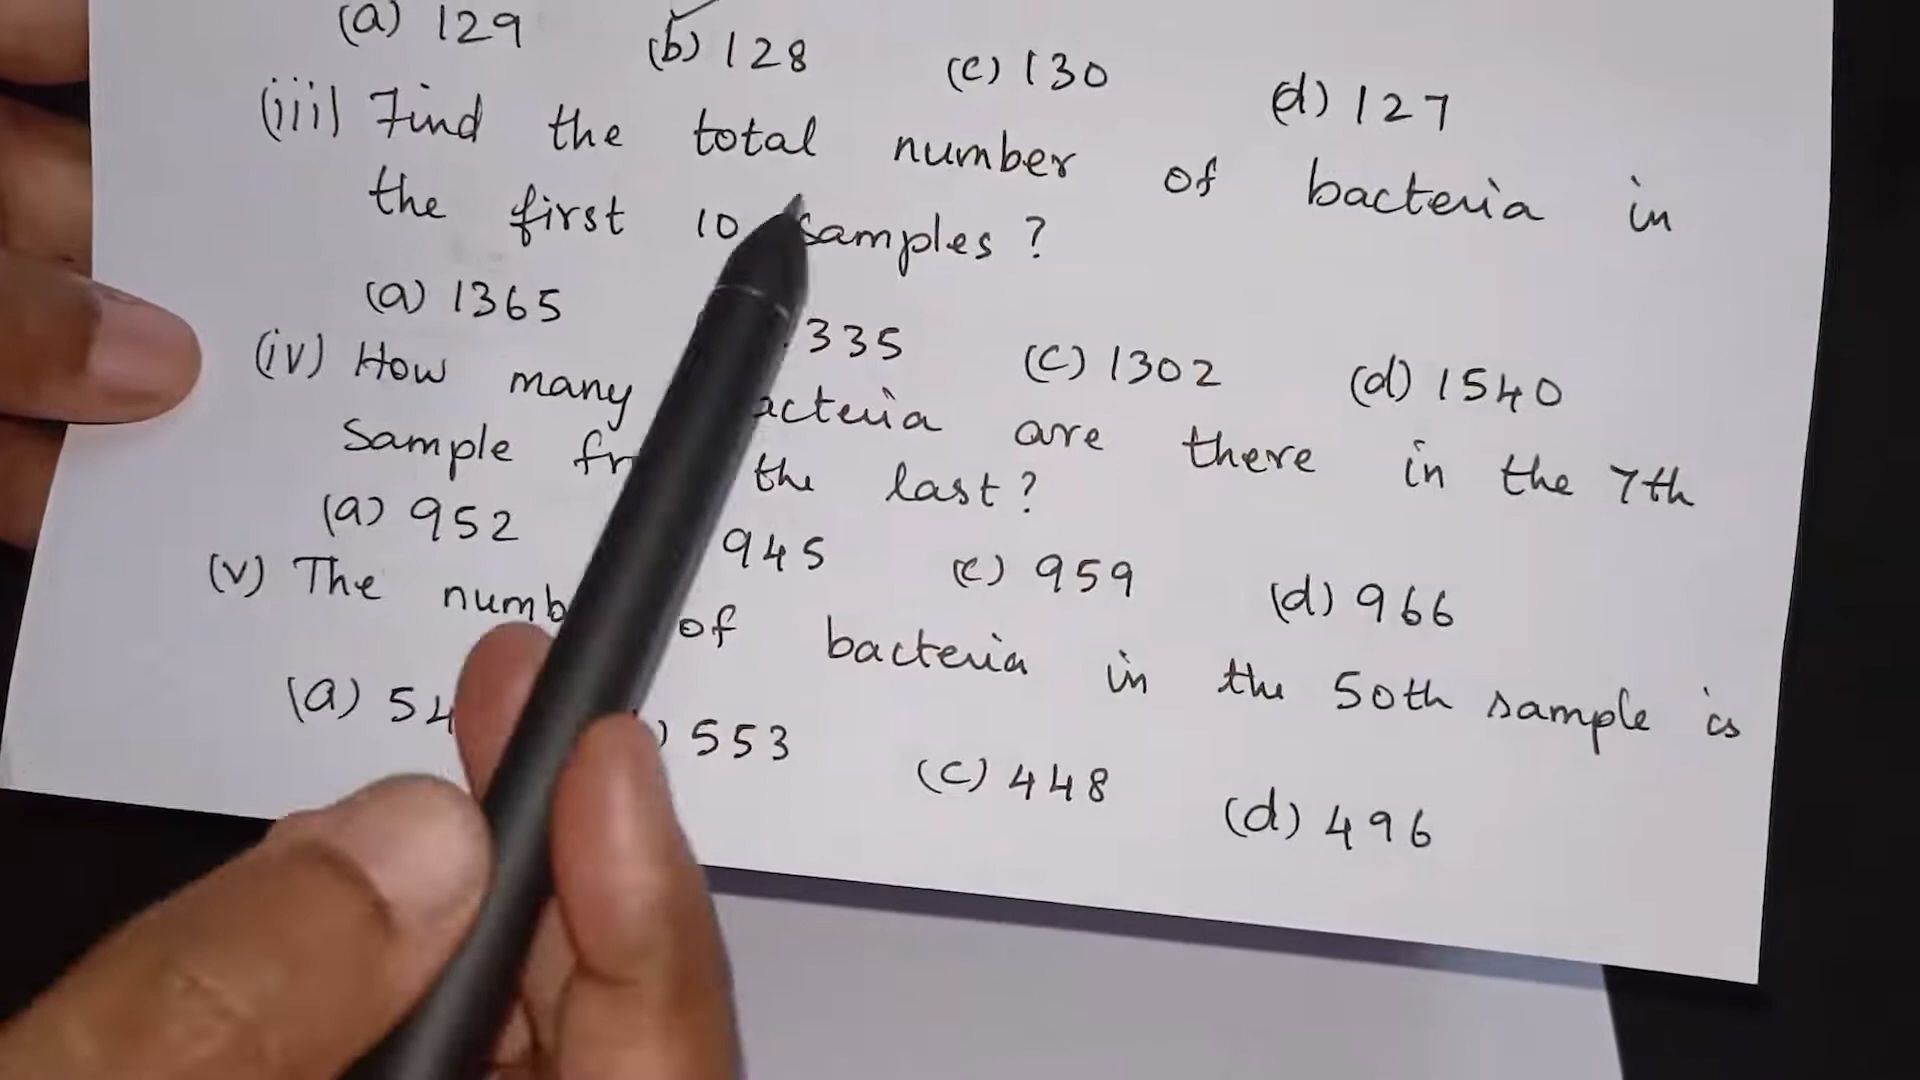 (a) 129 (b) 128 (c) 130 (d) 127
(iii) Find the total number of bacteria in
the first 10 samples ?
(a) 1365 335 (c) 1302 (d) 1540
(iv) How many are there in the 7th
sample the last ?
(a) 952 945 (c) 959 (d) 966
(v) The of bacteria in the 50th sample is
(a) 553 (c) 448 (d) 496